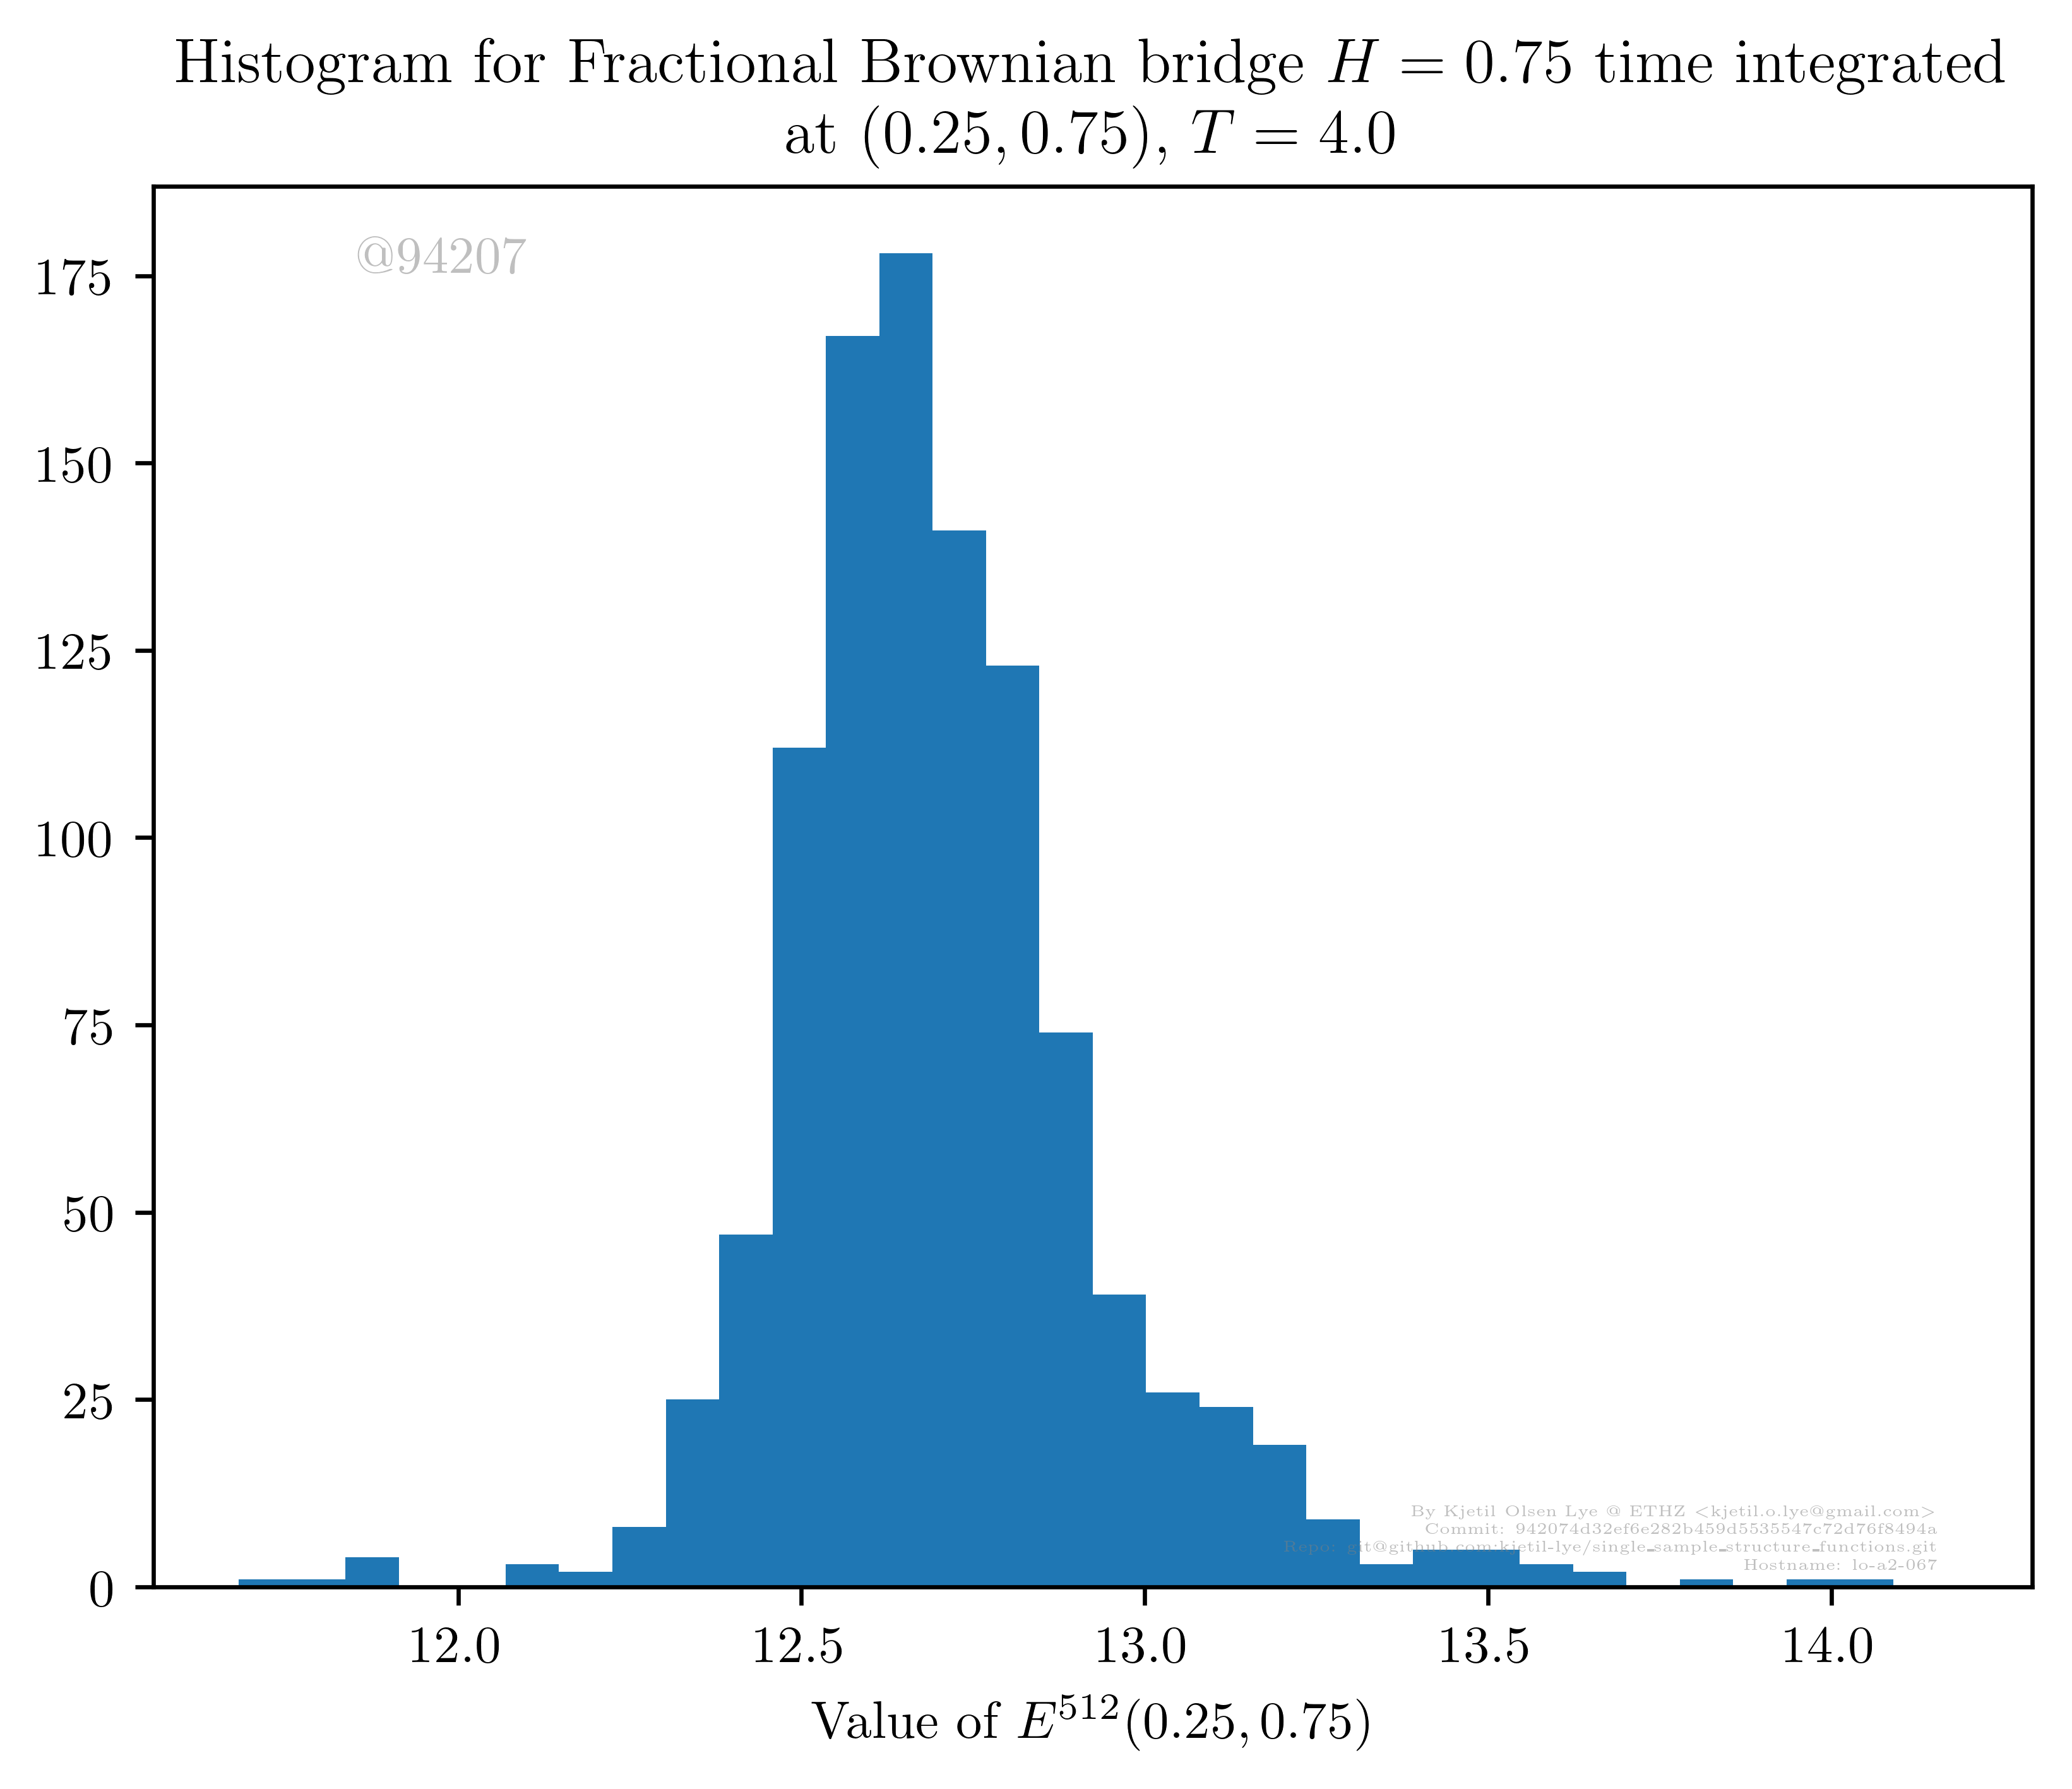 Histogram for Fractional Brownian bridge H = 0.75 time integrated
at (0.25, 0.75), T = 4.0
@94207
175
150
125
100
75
50
25
0
By Kjetil Olsen Lye @ ETHZ <kjetil.o.lye@gmail.com>
Commit: 942074d32ef6e282b459d5535547c72d76f8494a
Repo: git@github.com:kjetil-lye/single_sample_structure_functions.git
Hostname: lo-a2-067
12.0 12.5 13.0 13.5 14.0
Value of E^{512}(0.25, 0.75)